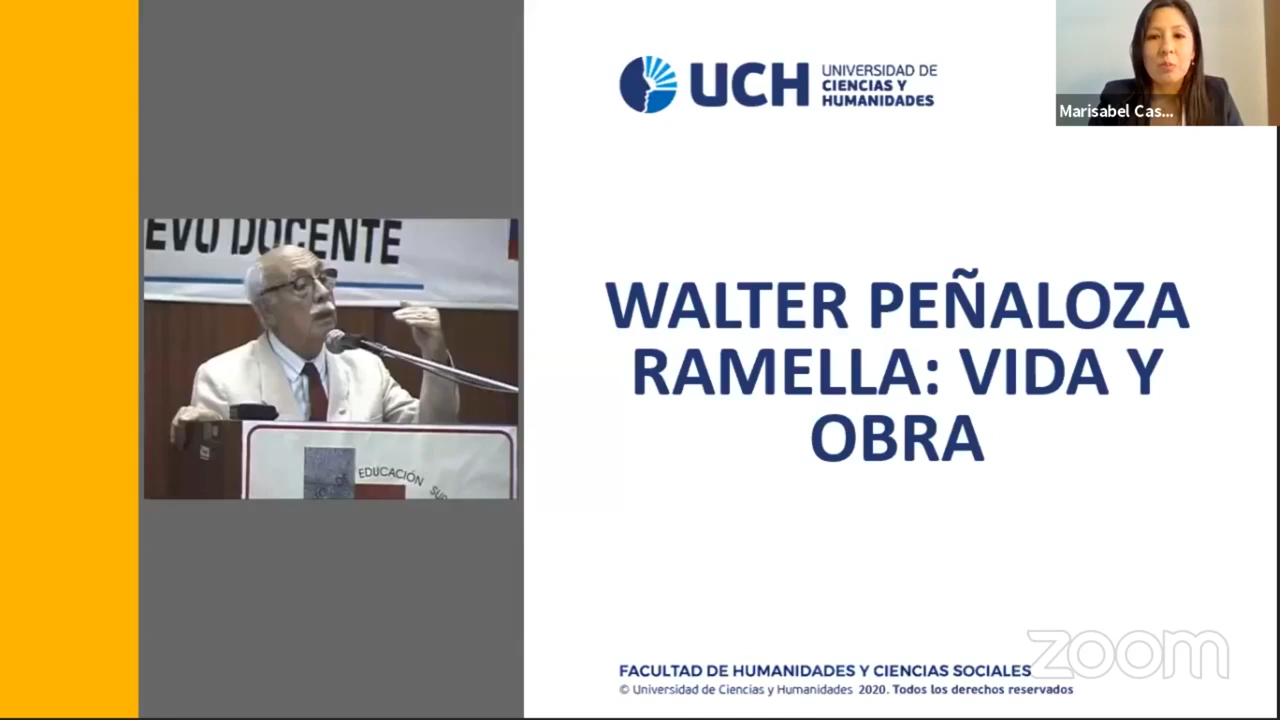 UCH
UNIVERSIDAD DE
CIENCIAS Y
HUMANIDADES
Marisabel Cas...
EVO DOCENTE
EDUCACIÓN
WALTER PEÑALOZA
RAMELLA: VIDA Y
OBRA
zoom
FACULTAD DE HUMANIDADES Y CIENCIAS SOCIALES
© Universidad de Ciencias y Humanidades 2020. Todos los derechos reservados